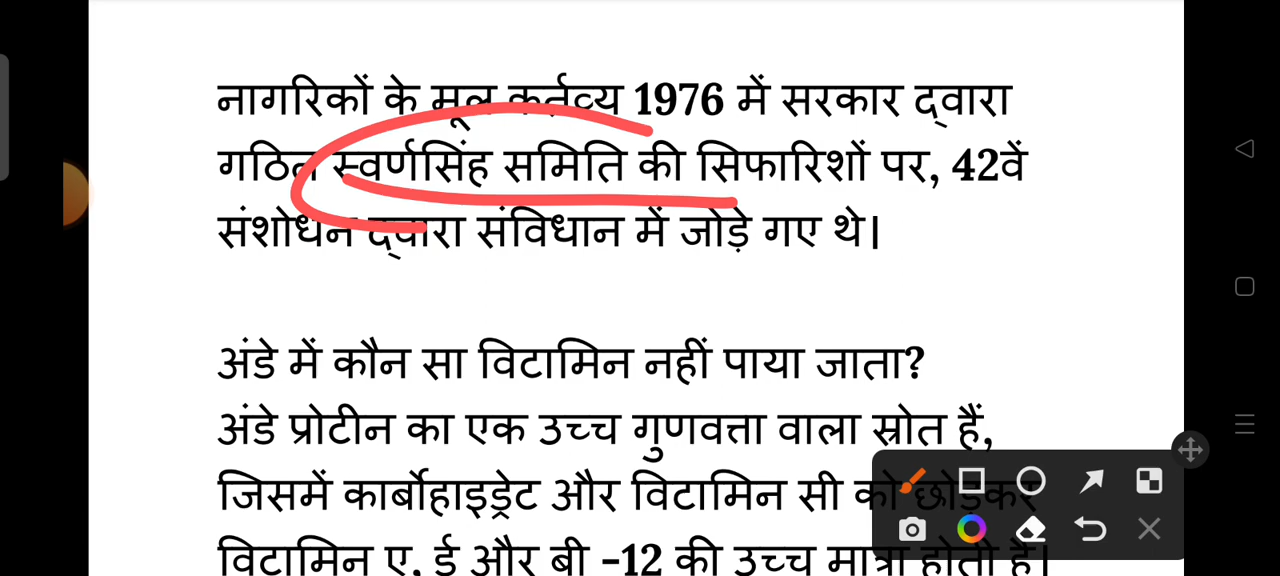 नागरिकों के मूल कर्तव्य 1976 में सरकार द्वारा
गठित स्वर्णसिंह समिति की सिफारिशों पर, 42वें
संशोधन द्वारा संविधान में जोड़े गए थे।
अंडे में कौन सा विटामिन नहीं पाया जाता?
अंडे प्रोटीन का एक उच्च गुणवत्ता वाला स्रोत हैं,
जिसमें कार्बोहाइड्रेट और विटामिन सी को छोड़कर
विटामिन ए, ई और बी -12 की उच्च मात्रा होती है।